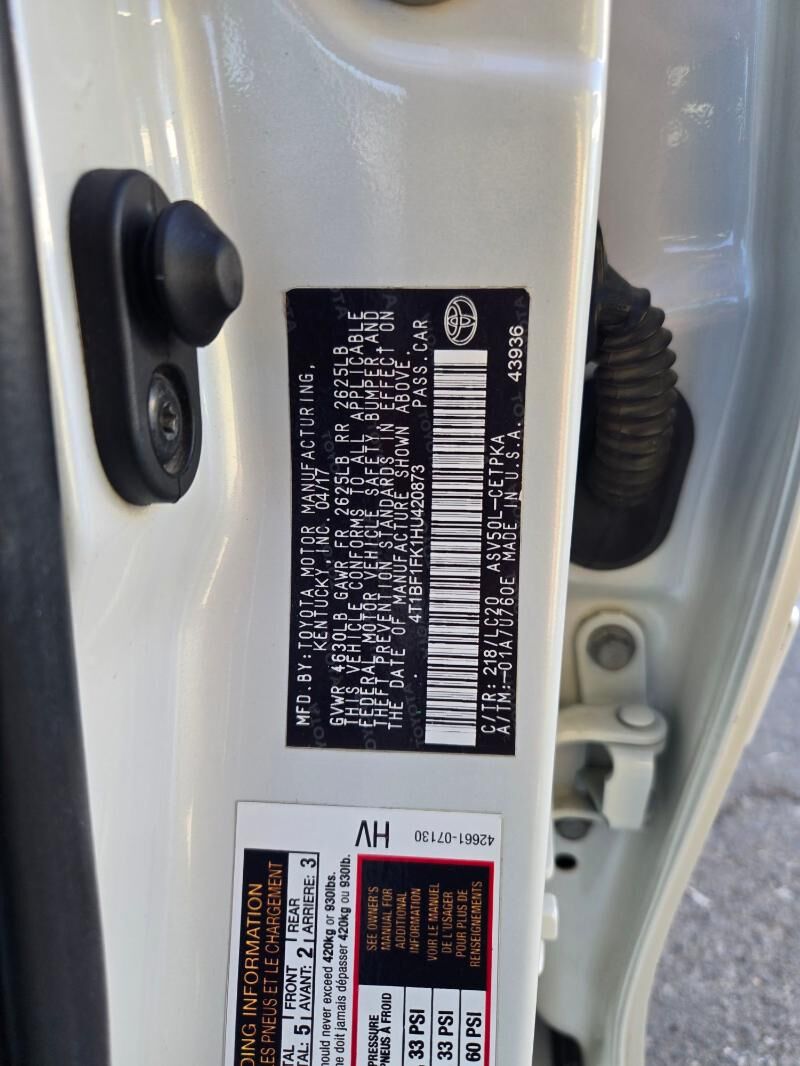 MFD.BY:TOYOTA MOTOR MANUFACTURING,
KENTUCKY,INC. 04/17
GVWR 4630LB GAWR FR 2625LB RR 2625LB
THIS VEHICLE CONFORMS TO ALL APPLICABLE
FEDERAL MOTOR VEHICLE SAFETY, BUMPER,AND
THEFT PREVENTION STANDARDS IN EFFECT ON
THE DATE OF MANUFACTURE SHOWN ABOVE.
4T1BF1FK1HU420873 PASS.CAR
C/TR: 218/LC20 ASV50L-CETPKA
A/TM:-01A/U760E MADE IN U.S.A. 43936
HV
42661-07130
DING INFORMATION
LES PNEUS ET LE CHARGEMENT
TAL 5 FRONT 2 REAR 3
TAL: AVANT: ARRIERE:
should never exceed 420kg or 930lbs.
ne doit jamais dépasser 420kg ou 930lb.
PRESSURE
PNEUS À FROID
33 PSI
33 PSI
60 PSI
SEE OWNER'S
MANUAL FOR
ADDITIONAL
INFORMATION
VOIR LE MANUEL
DE L'USAGER
POUR PLUS DE
RENSEIGNEMENTS